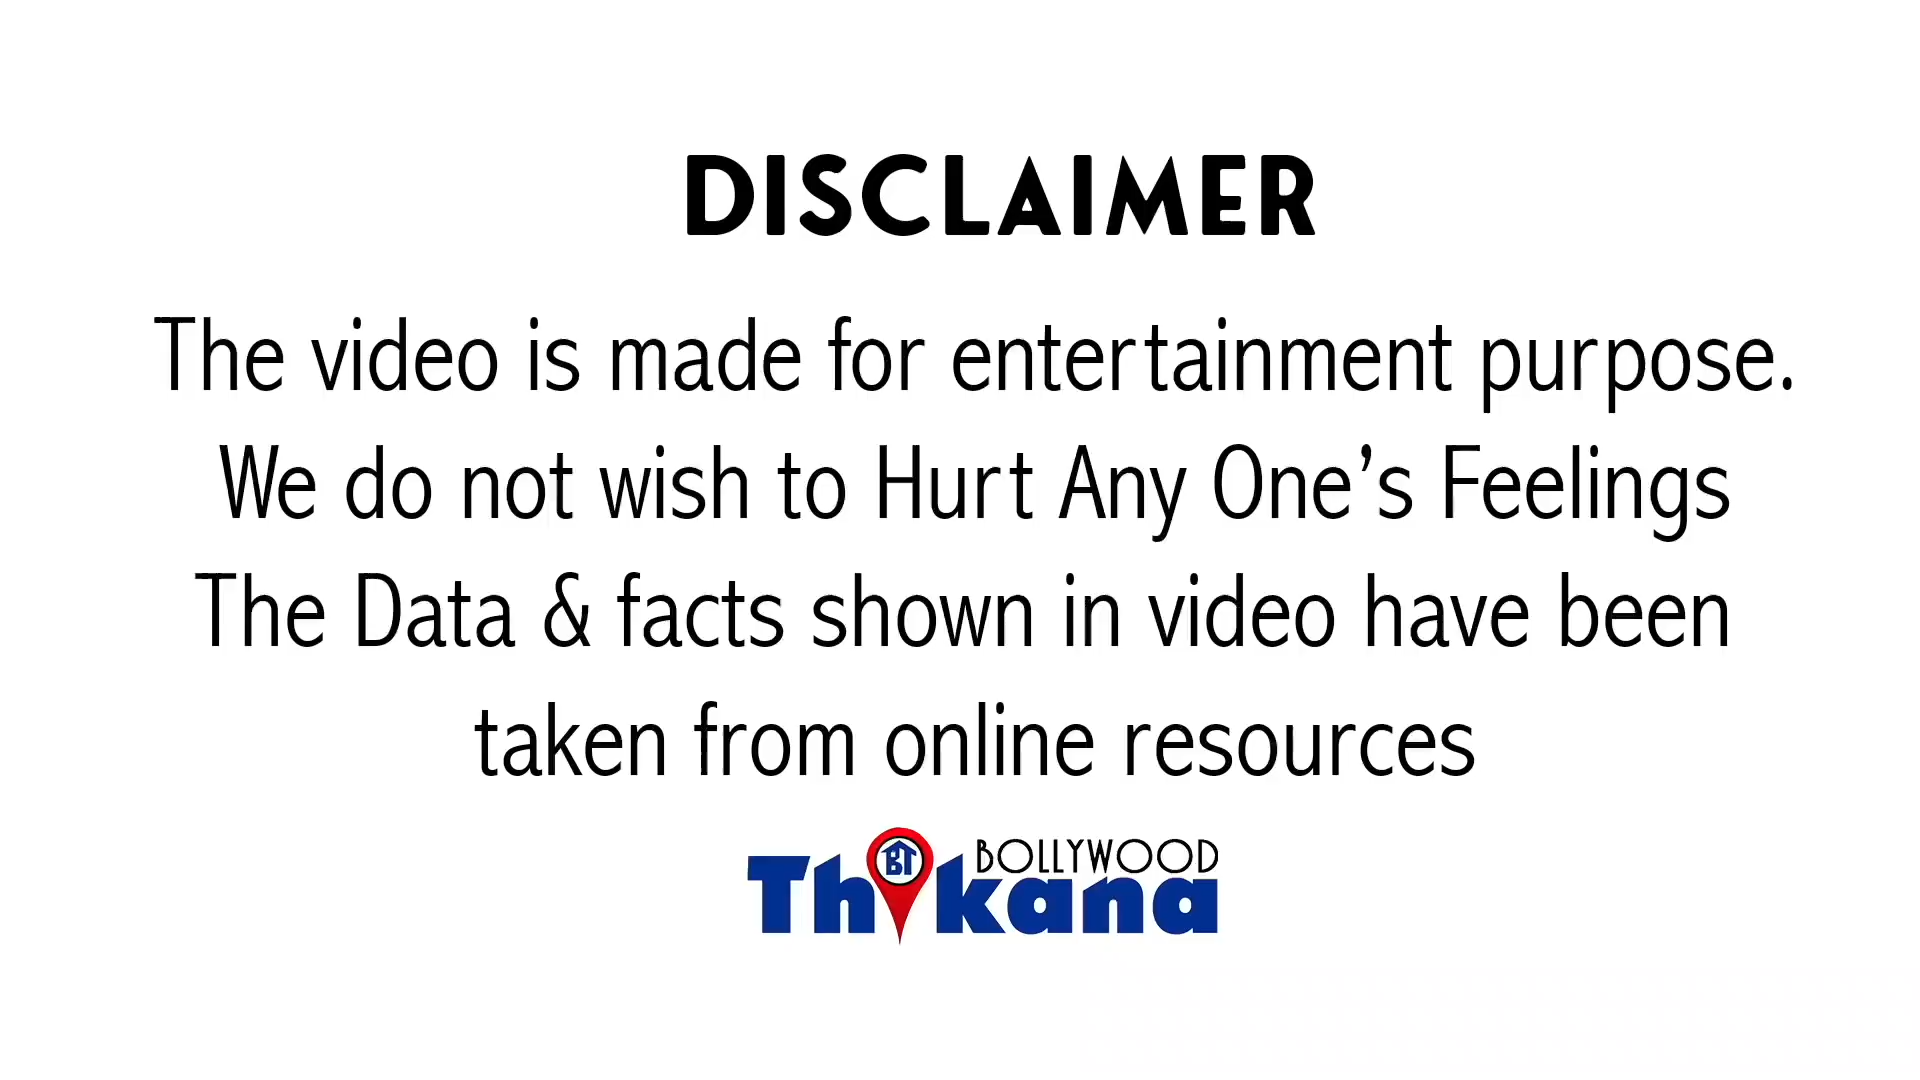 DISCLAIMER
The video is made for entertainment purpose.
We do not wish to Hurt Any One’s Feelings
The Data & facts shown in video have been
taken from online resources
BT BOLLYWOOD
Thikana